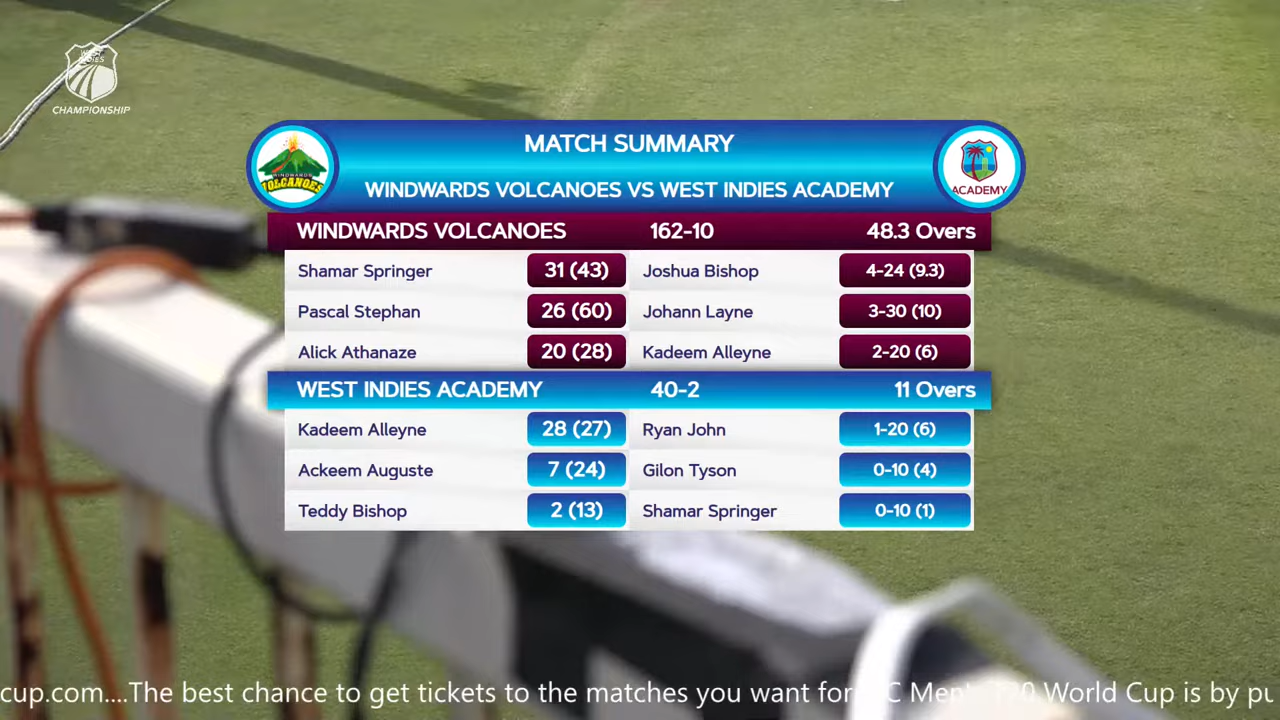 WEST INDIES
CHAMPIONSHIP
MATCH SUMMARY
WINDWARDS VOLCANOES VS WEST INDIES ACADEMY
WINDWARDS
VOLCANOES
ACADEMY
WINDWARDS VOLCANOES 162-10 48.3 Overs
Shamar Springer 31 (43) Joshua Bishop 4-24 (9.3)
Pascal Stephan 26 (60) Johann Layne 3-30 (10)
Alick Athanaze 20 (28) Kadeem Alleyne 2-20 (6)
WEST INDIES ACADEMY 40-2 11 Overs
Kadeem Alleyne 28 (27) Ryan John 1-20 (6)
Ackeem Auguste 7 (24) Gilon Tyson 0-10 (4)
Teddy Bishop 2 (13) Shamar Springer 0-10 (1)
cup.com....The best chance to get tickets to the matches you want for C Men's World Cup is by pu